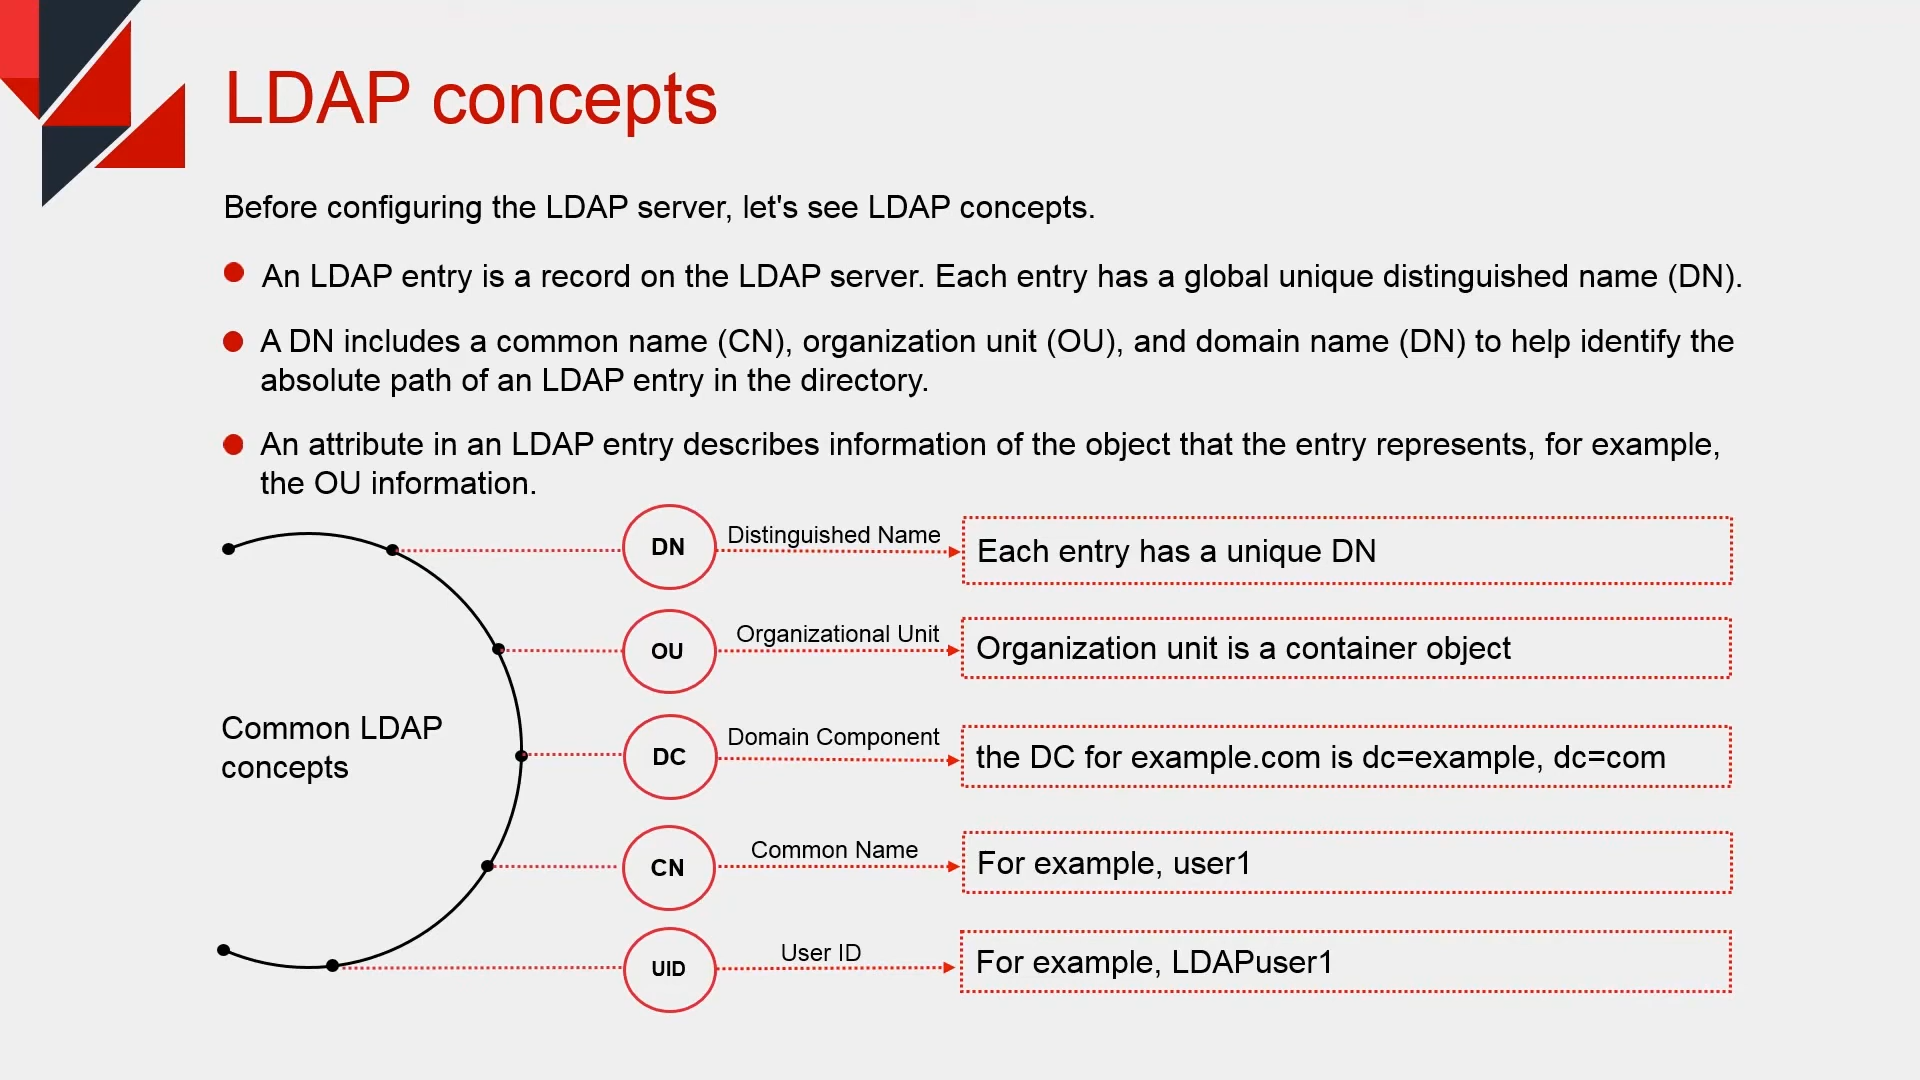 LDAP concepts
Before configuring the LDAP server, let's see LDAP concepts.
An LDAP entry is a record on the LDAP server. Each entry has a global unique distinguished name (DN).
A DN includes a common name (CN), organization unit (OU), and domain name (DN) to help identify the
absolute path of an LDAP entry in the directory.
An attribute in an LDAP entry describes information of the object that the entry represents, for example,
the OU information.
Common LDAP
concepts
DN
Distinguished Name
Each entry has a unique DN
OU
Organizational Unit
Organization unit is a container object
DC
Domain Component
the DC for example.com is dc=example, dc=com
CN
Common Name
For example, user1
UID
User ID
For example, LDAPuser1